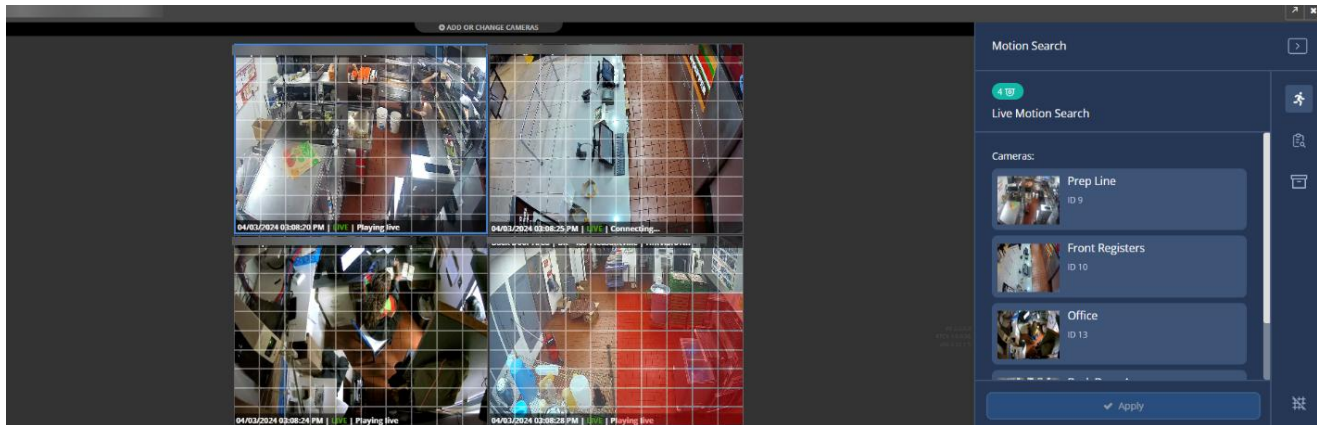 ADD OR CHANGE CAMERAS
04/03/2024 03:08:20 PM | LIVE | Playing live
04/03/2024 03:08:25 PM | LIVE | Connecting...
04/03/2024 03:08:24 PM | LIVE | Playing live
04/03/2024 03:08:28 PM | LIVE | Playing live
Motion Search
4
Live Motion Search
Cameras:
Prep Line
ID 9
Front Registers
ID 10
Office
ID 13
Apply